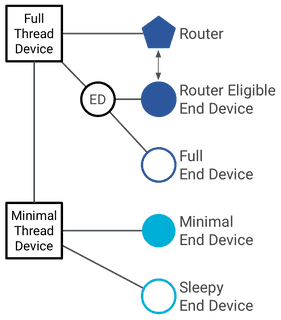 Full
Thread
Device
Router
ED
Router Eligible
End Device
Full
End Device
Minimal
Thread
Device
Minimal
End Device
Sleepy
End Device